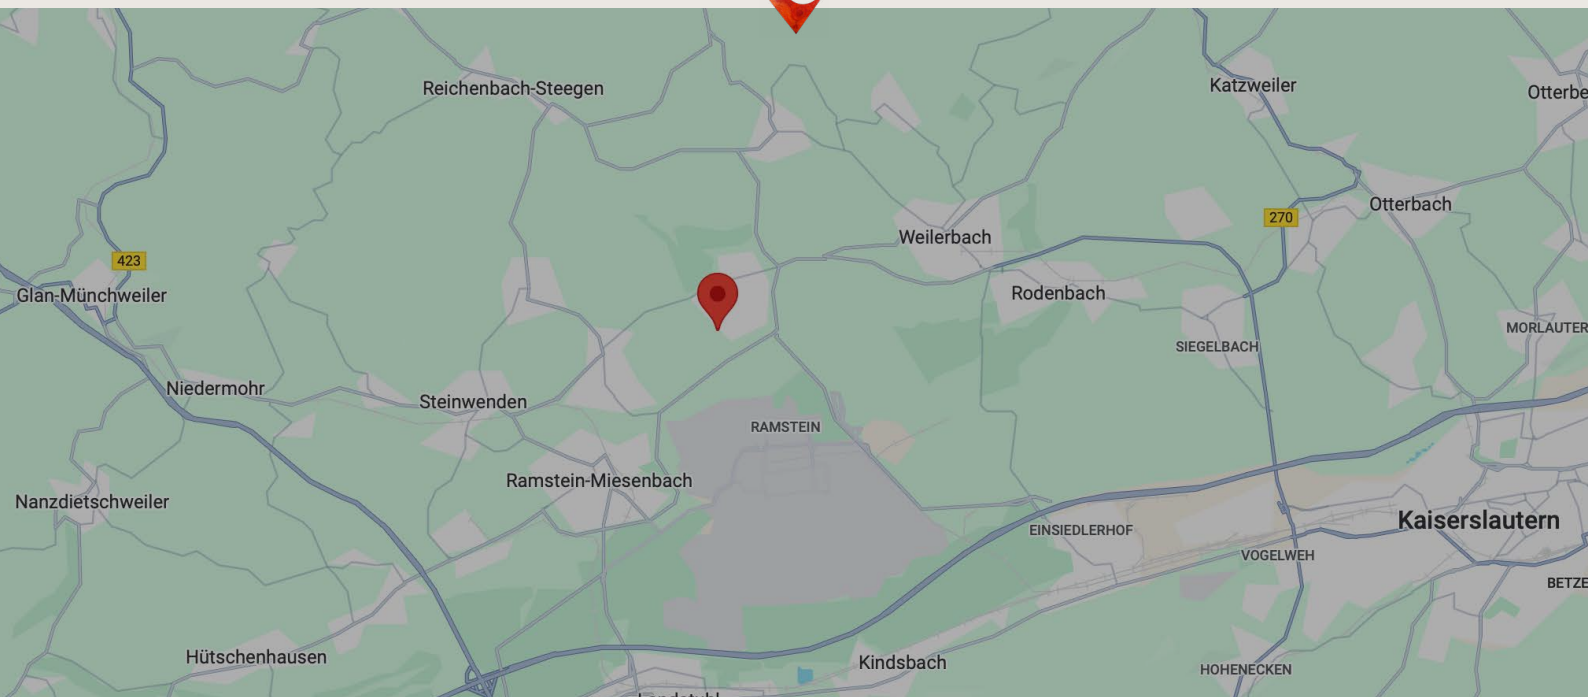 Reichenbach-Steegen
Katzweiler
Otterbe
Otterbach
270
Weilerbach
423
Glan-Münchweiler
Rodenbach
MORLAUTER
SIEGELBACH
Niedermohr
Steinwenden
RAMSTEIN
Ramstein-Miesenbach
Nanzdietschweiler
Kaiserslautern
EINSIEDLERHOF
VOGELWEH
BETZE
Hütschenhausen
Kindsbach
HOHENECKEN